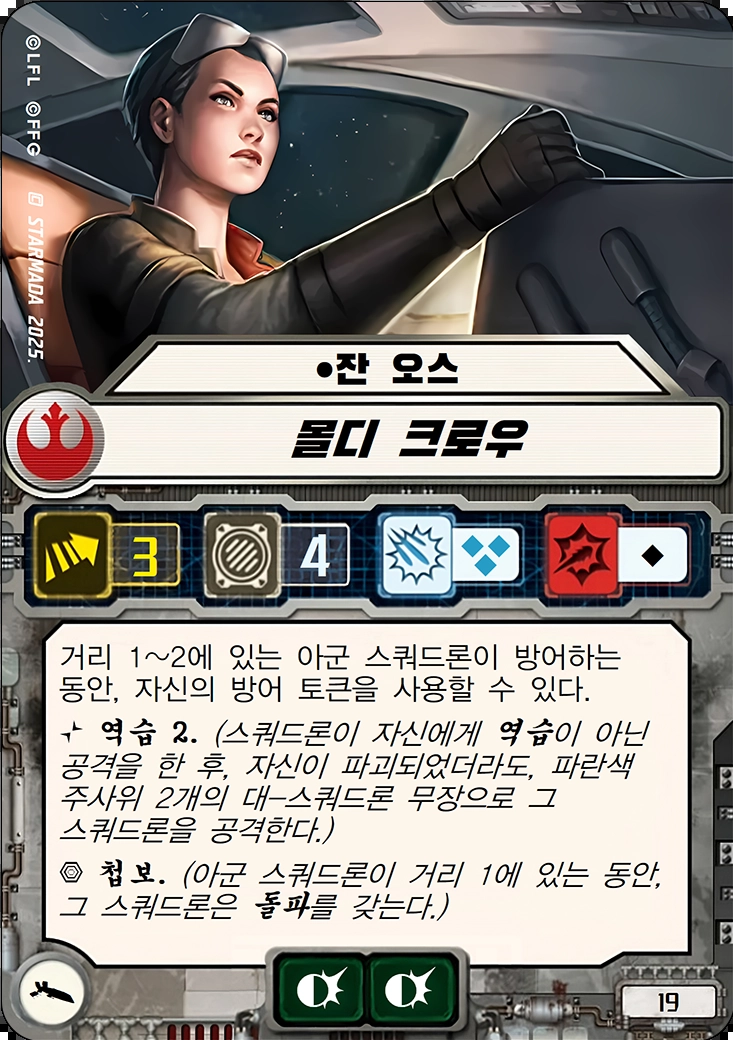 ©LFL ©FFG © STARMADA 2025.
•잔 오스
몰디 크로우
3 4
거리 1~2에 있는 아군 스쿼드론이 방어하는
동안, 자신의 방어 토큰을 사용할 수 있다.
역습 2. (스쿼드론이 자신에게 역습이 아닌
공격을 한 후, 자신이 파괴되었더라도, 파란색
주사위 2개의 대-스쿼드론 무장으로 그
스쿼드론을 공격한다.)
첩보. (아군 스쿼드론이 거리 1에 있는 동안,
그 스쿼드론은 돌파를 갖는다.)
19